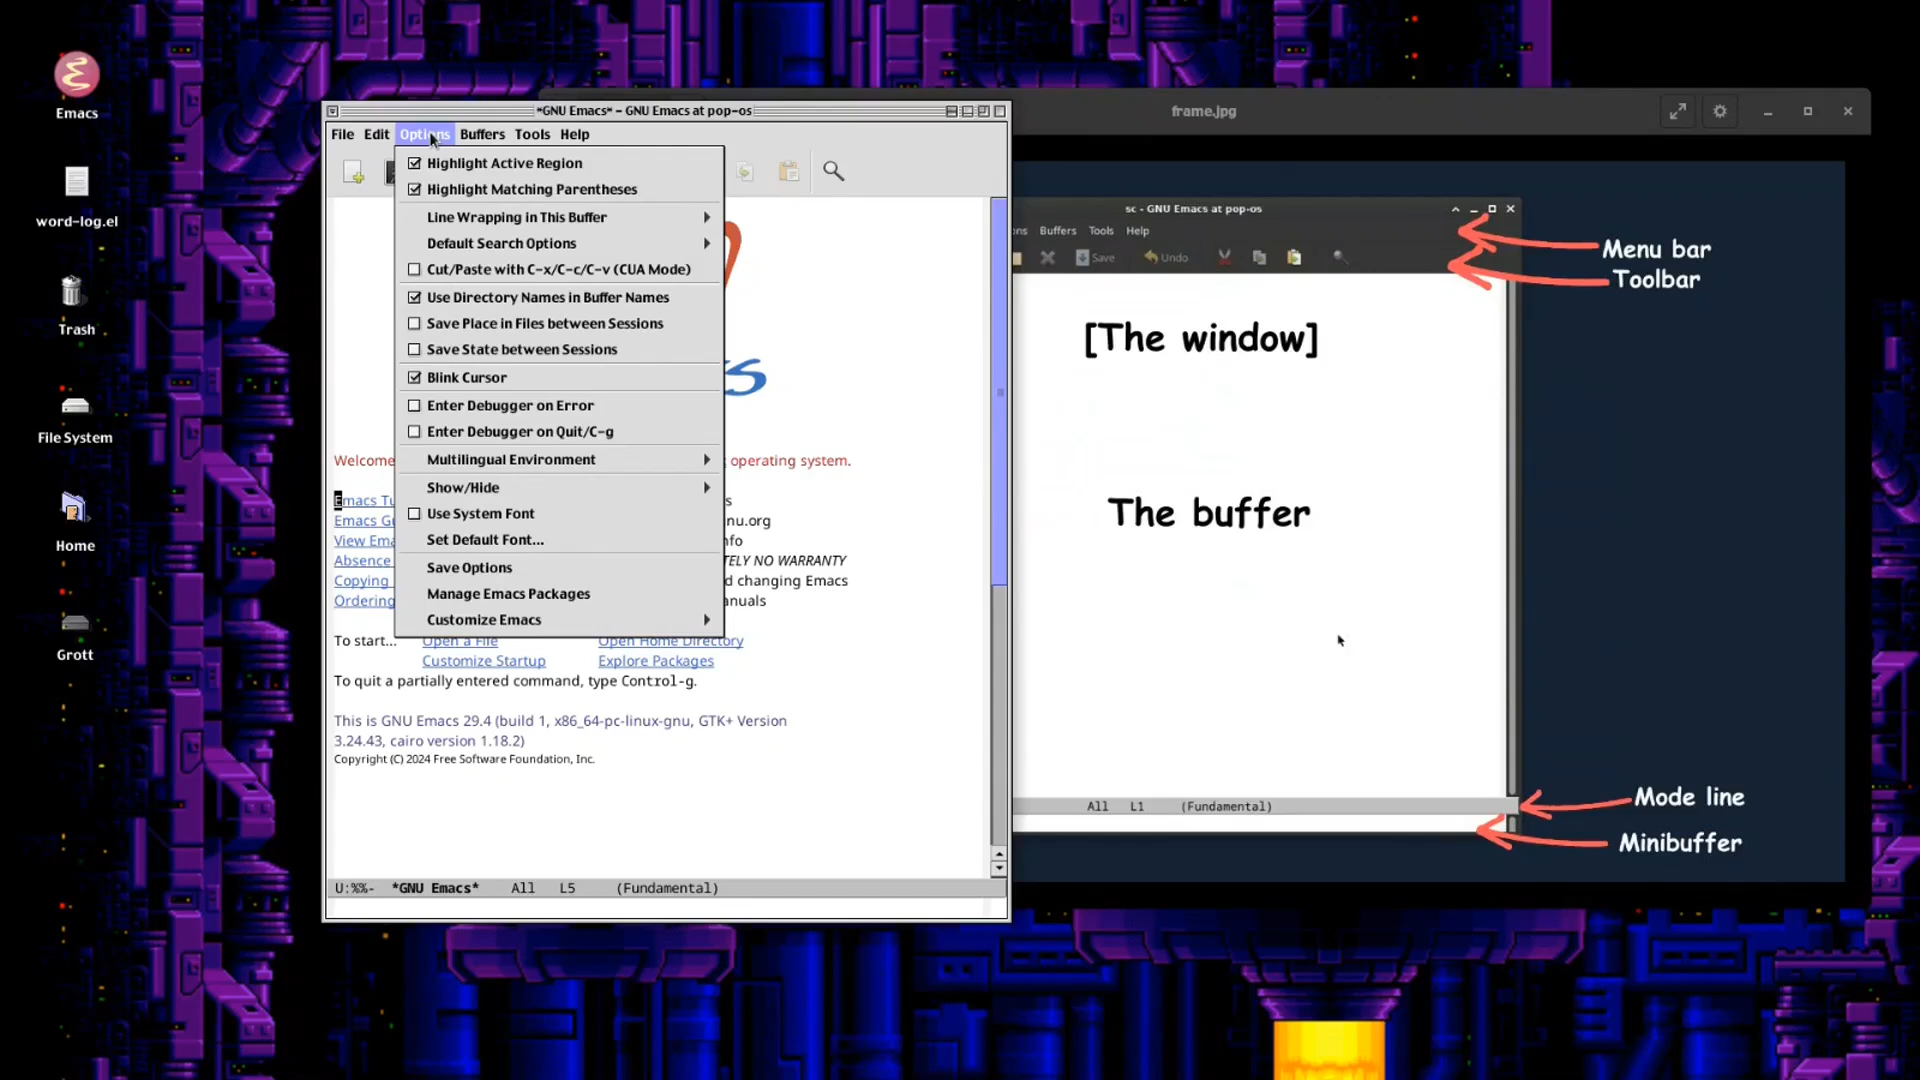 Emacs
word-log.el
Trash
File System
Home
Grott
*GNU Emacs* - GNU Emacs at pop-os
File Edit Options Buffers Tools Help
Highlight Active Region
Highlight Matching Parentheses
Line Wrapping in This Buffer
Default Search Options
Cut/Paste with C-x/C-c/C-v (CUA Mode)
Use Directory Names in Buffer Names
Save Place in Files between Sessions
Save State between Sessions
Blink Cursor
Enter Debugger on Error
Enter Debugger on Quit/C-g
Multilingual Environment
Show/Hide
Use System Font
Set Default Font...
Save Options
Manage Emacs Packages
Customize Emacs
Welcome operating system.
Emacs
Emacs
View
WARRANTY
Absence NO
Copying changing Emacs
Ordering
To start... Open a File Open Home Directory
Customize Startup Explore Packages
To quit a partially entered command, type Control-g.
This is GNU Emacs 29.4 (build 1, x86_64-pc-linux-gnu, GTK+ Version
3.24.43, cairo version 1.18.2)
Copyright (C) 2024 Free Software Foundation, Inc.
U:%%- *GNU Emacs* All L5 (Fundamental)
frame.jpg
sc - GNU Emacs at pop-os
Buffers Tools Help
Save Undo
Menu bar
Toolbar
[The window]
The buffer
All L1 (Fundamental)
Mode line
Minibuffer